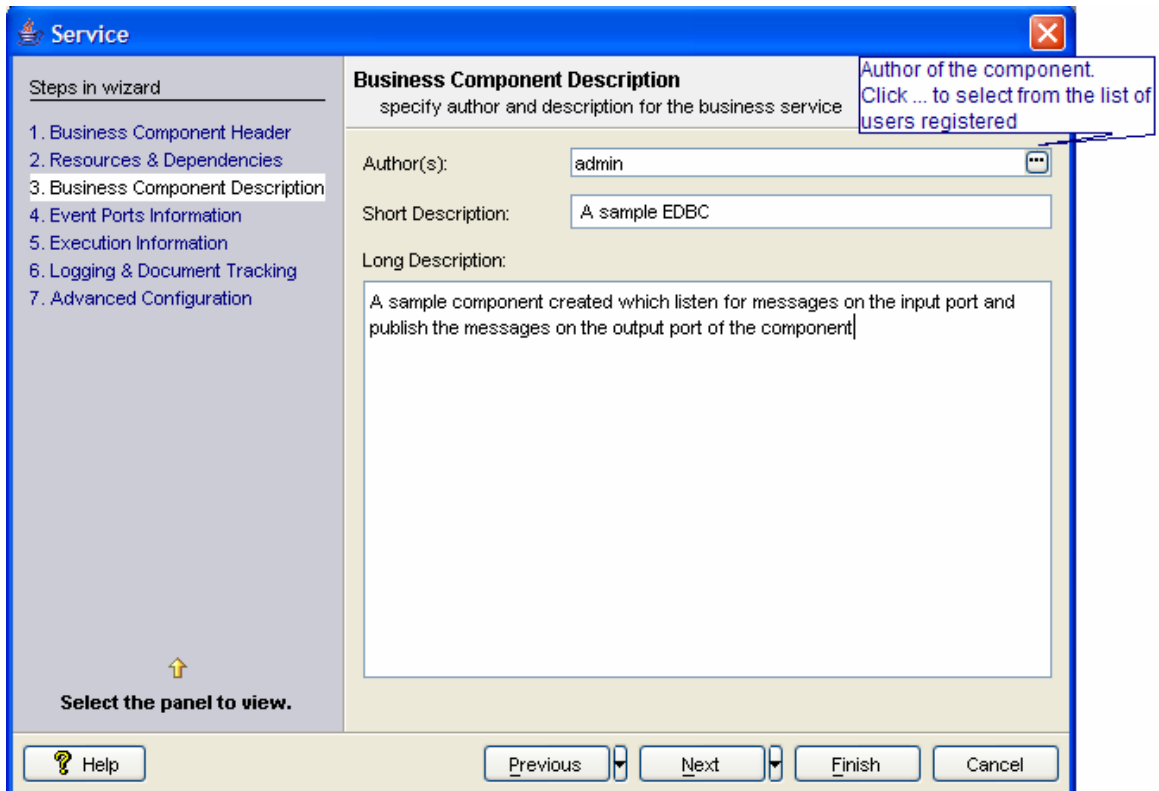 Service
Steps in wizard
1. Business Component Header
2. Resources & Dependencies
3. Business Component Description
4. Event Ports Information
5. Execution Information
6. Logging & Document Tracking
7. Advanced Configuration
Select the panel to view.
Business Component Description
specify author and description for the business service
Author of the component.
Click ... to select from the list of
users registered
Author(s): admin ...
Short Description: A sample EDBC
Long Description:
A sample component created which listen for messages on the input port and
publish the messages on the output port of the component
? Help Previous Next Finish Cancel